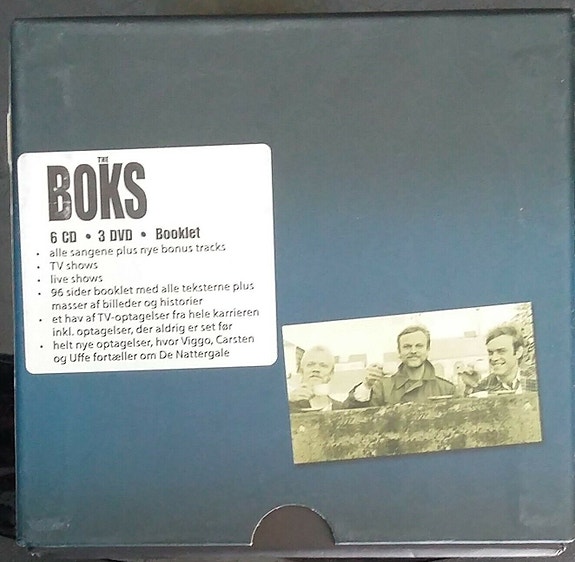 THE
BOKS
6 CD • 3 DVD • Booklet
• alle sangene plus nye bonus tracks
• TV shows
• live shows
• 96 sider booklet med alle teksterne plus
masser af billeder og historier
• et hav af TV-optagelser fra hele karrieren
inkl. optagelser, der aldrig er set før
• helt nye optagelser, hvor Viggo, Carsten
og Uffe fortæller om De Nattergale